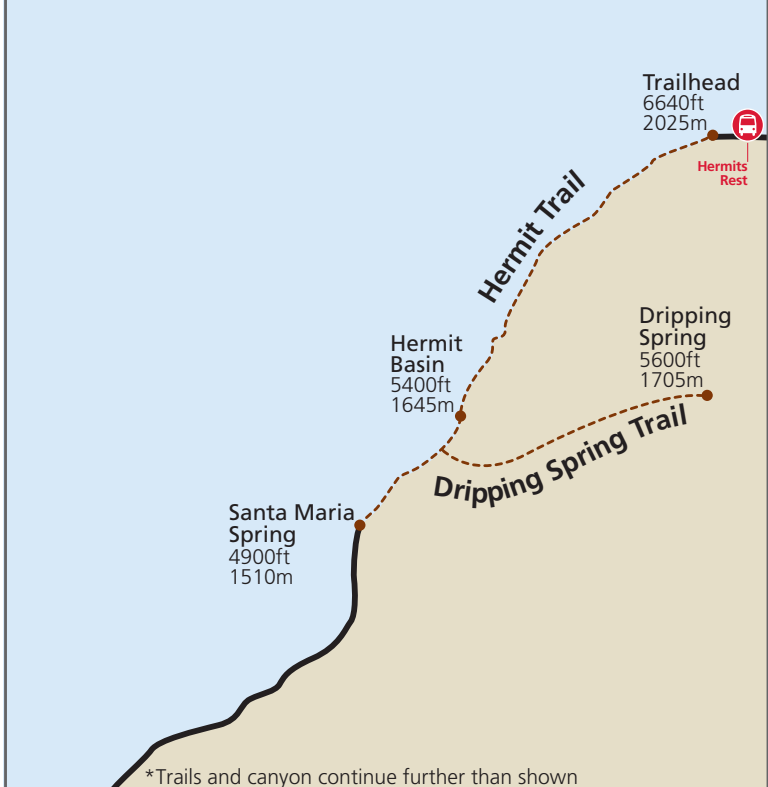 Trailhead
6640ft
2025m
Hermits
Rest
Hermit Trail
Dripping
Spring
5600ft
1705m
Hermit
Basin
5400ft
1645m
Dripping Spring Trail
Santa Maria
Spring
4900ft
1510m
*Trails and canyon continue further than shown